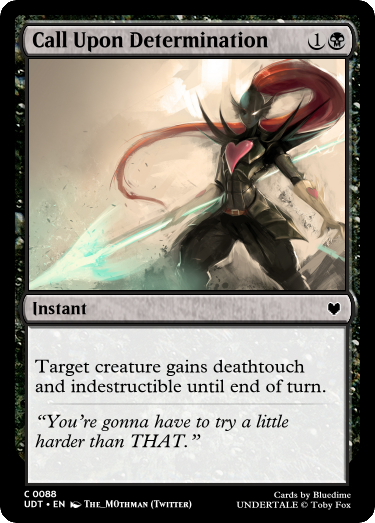 Call Upon Determination 1
Instant
Target creature gains deathtouch
and indestructible until end of turn.
“You’re gonna have to try a little
harder than THAT.”
C 0088
UDT • EN The_M0thman (Twitter)
Cards by Bluedime
UNDERTALE © Toby Fox